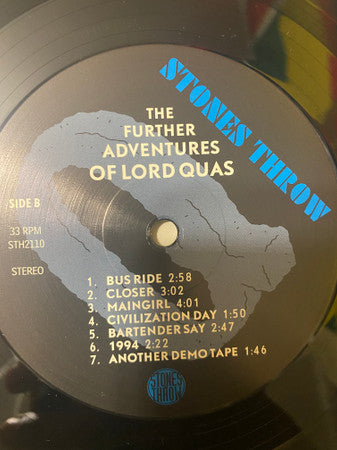 STONES THROW
THE
FURTHER
ADVENTURES
OF LORD QUAS
SIDE B
33 RPM
STH2110
STEREO
1. BUS RIDE 2:58
2. CLOSER 3:02
3. MAINGIRL 4:01
4. CIVILIZATION DAY 1:50
5. BARTENDER SAY 2:47
6. 1994 2:22
7. ANOTHER DEMO TAPE 1:46
STONES
THROW